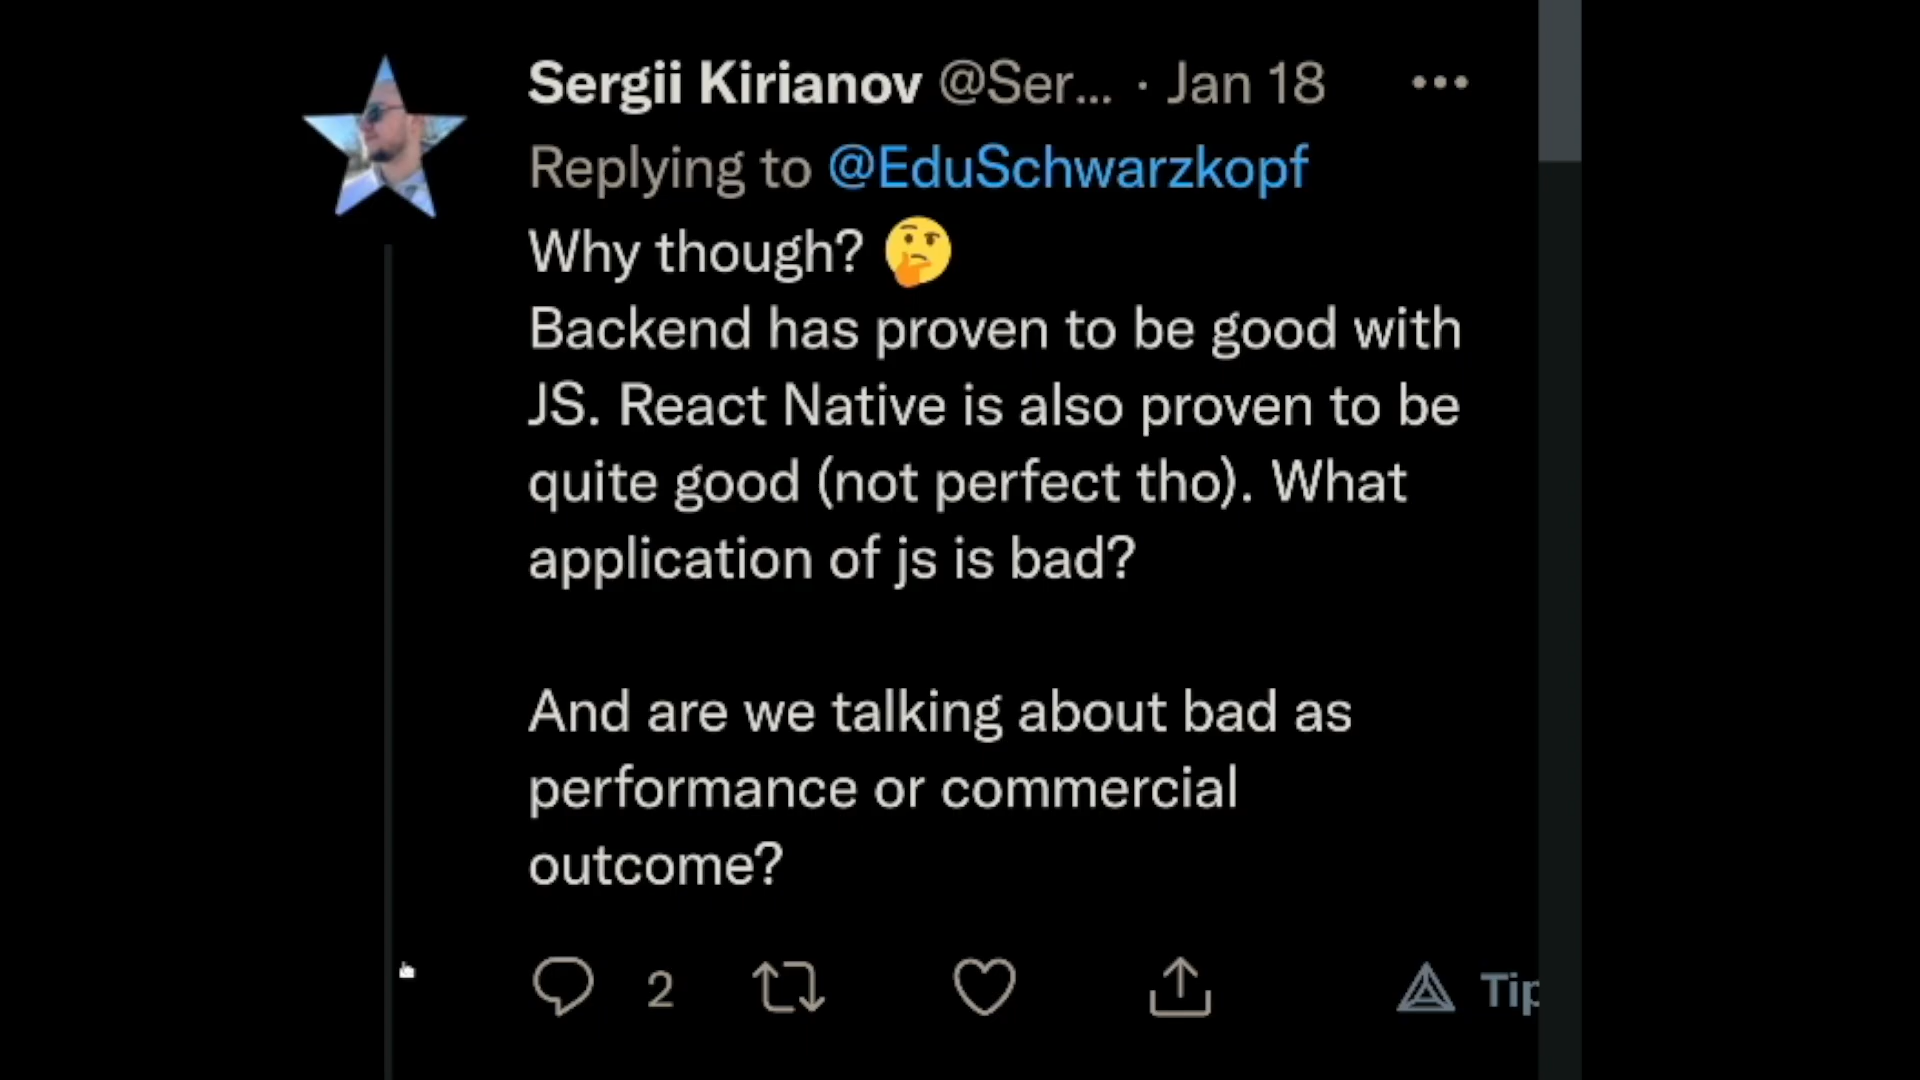 Sergii Kirianov @Ser... · Jan 18
Replying to @EduSchwarzkopf
Why though? 🤔
Backend has proven to be good with
JS. React Native is also proven to be
quite good (not perfect tho). What
application of js is bad?
And are we talking about bad as
performance or commercial
outcome?
2
Tip